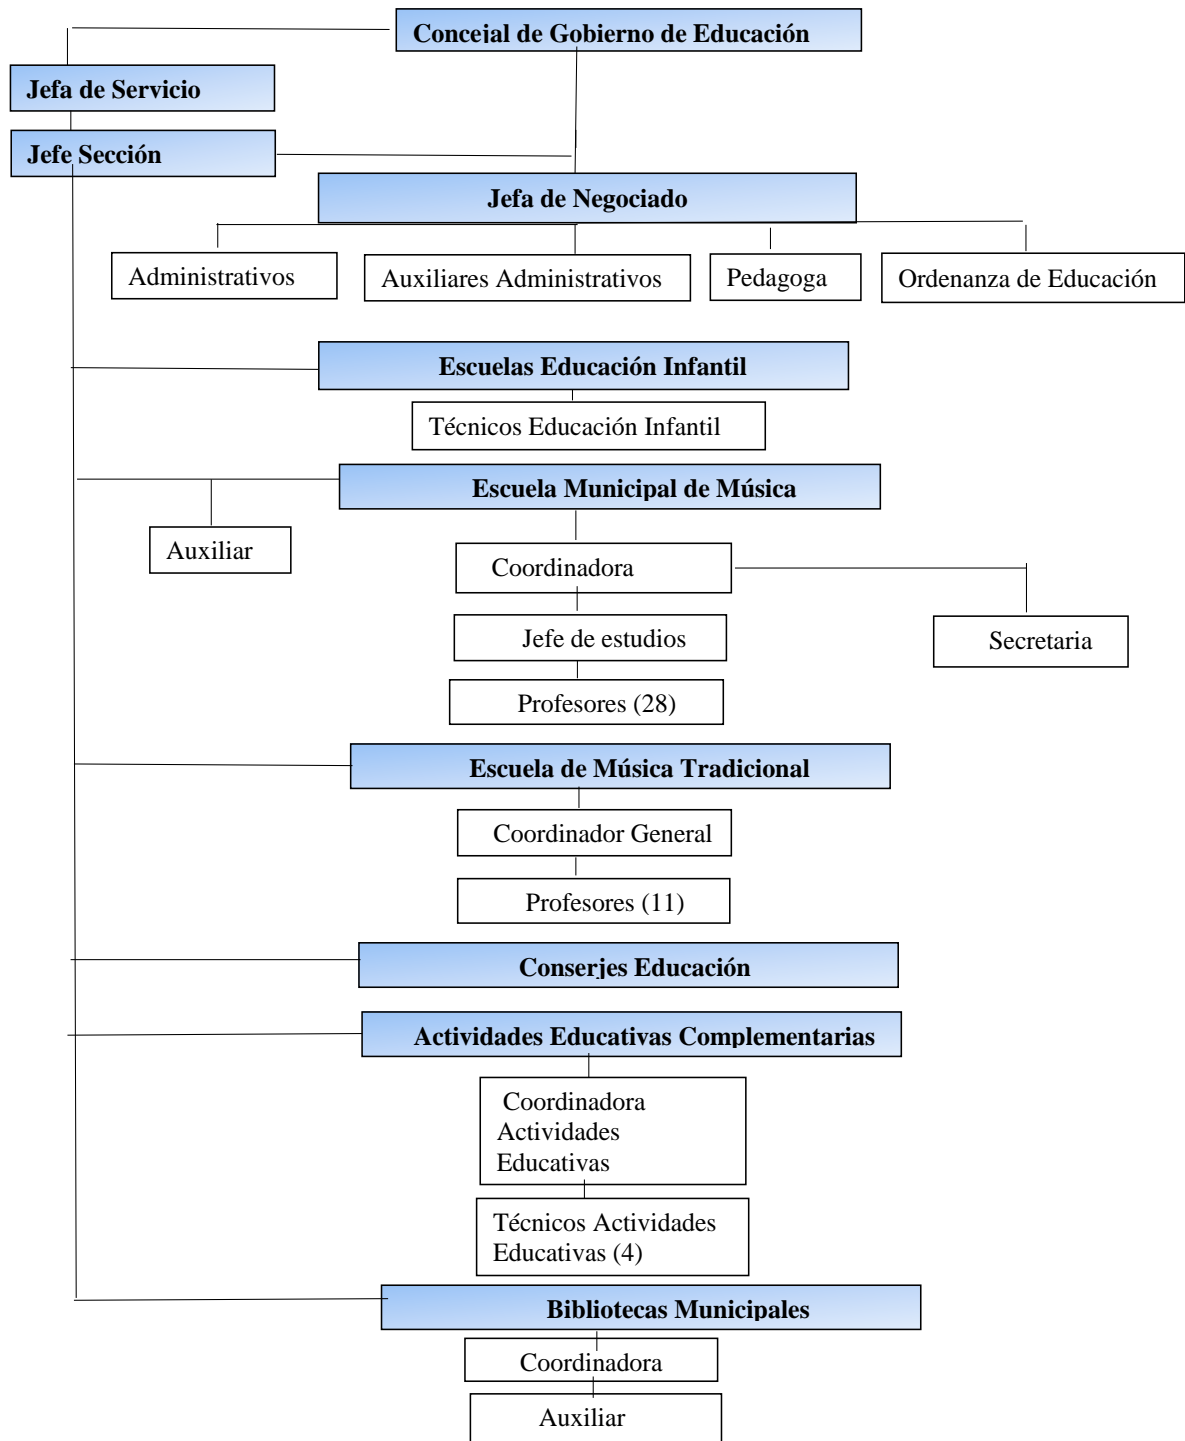 Concejal de Gobierno de Educación
Jefa de Servicio
Jefe Sección
Jefa de Negociado
Administrativos
Auxiliares Administrativos
Pedagoga
Ordenanza de Educación
Escuelas Educación Infantil
Técnicos Educación Infantil
Escuela Municipal de Música
Auxiliar
Coordinadora
Jefe de estudios
Secretaria
Profesores (28)
Escuela de Música Tradicional
Coordinador General
Profesores (11)
Conserjes Educación
Actividades Educativas Complementarias
Coordinadora
Actividades
Educativas
Técnicos Actividades
Educativas (4)
Bibliotecas Municipales
Coordinadora
Auxiliar